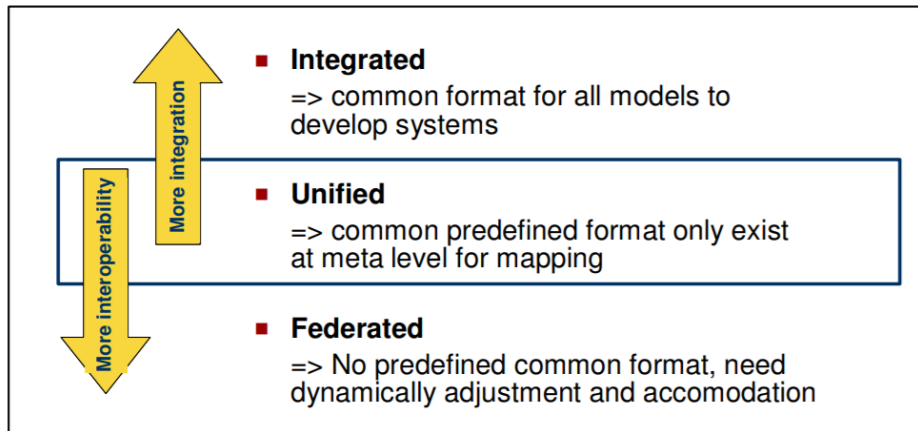 More integration
More interoperability
▪ Integrated
=> common format for all models to
develop systems
▪ Unified
=> common predefined format only exist
at meta level for mapping
▪ Federated
=> No predefined common format, need
dynamically adjustment and accomodation